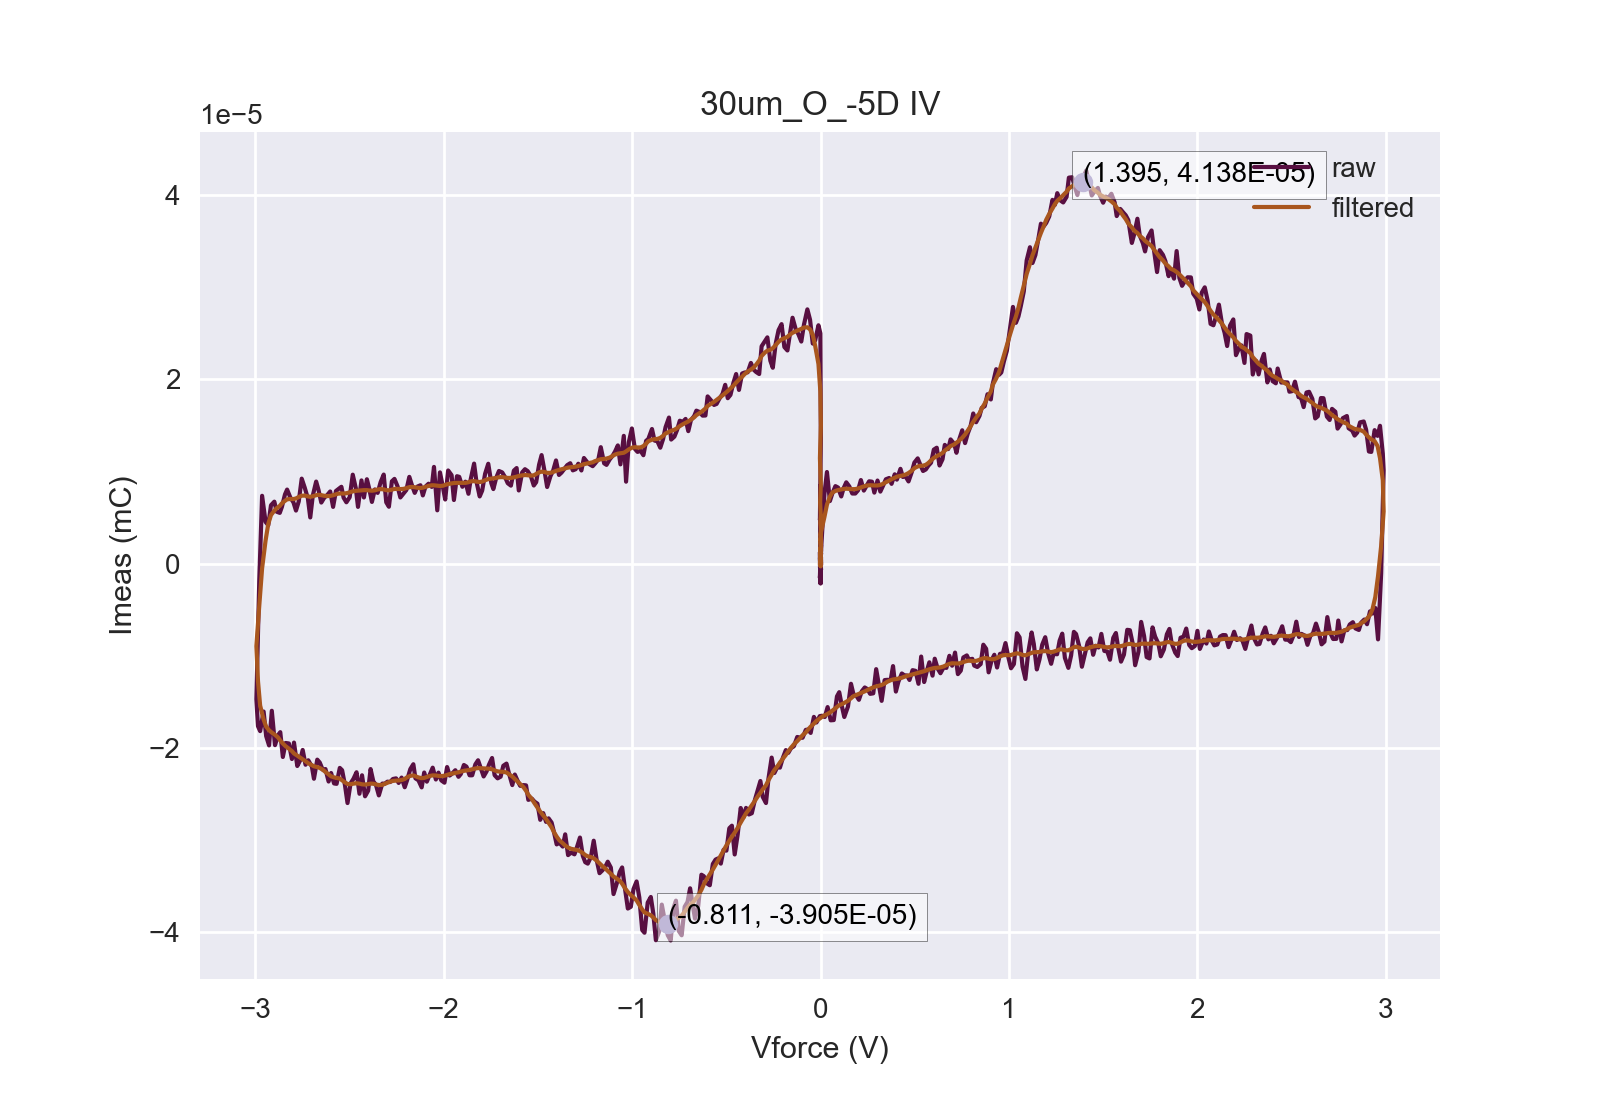 30um_O_-5D IV
1e−5
(1.395, 4.138E-05)
raw
filtered
4
2
0
−2
−4
Imeas (mC)
(-0.811, -3.905E-05)
−3
−2
−1
0
1
2
3
Vforce (V)